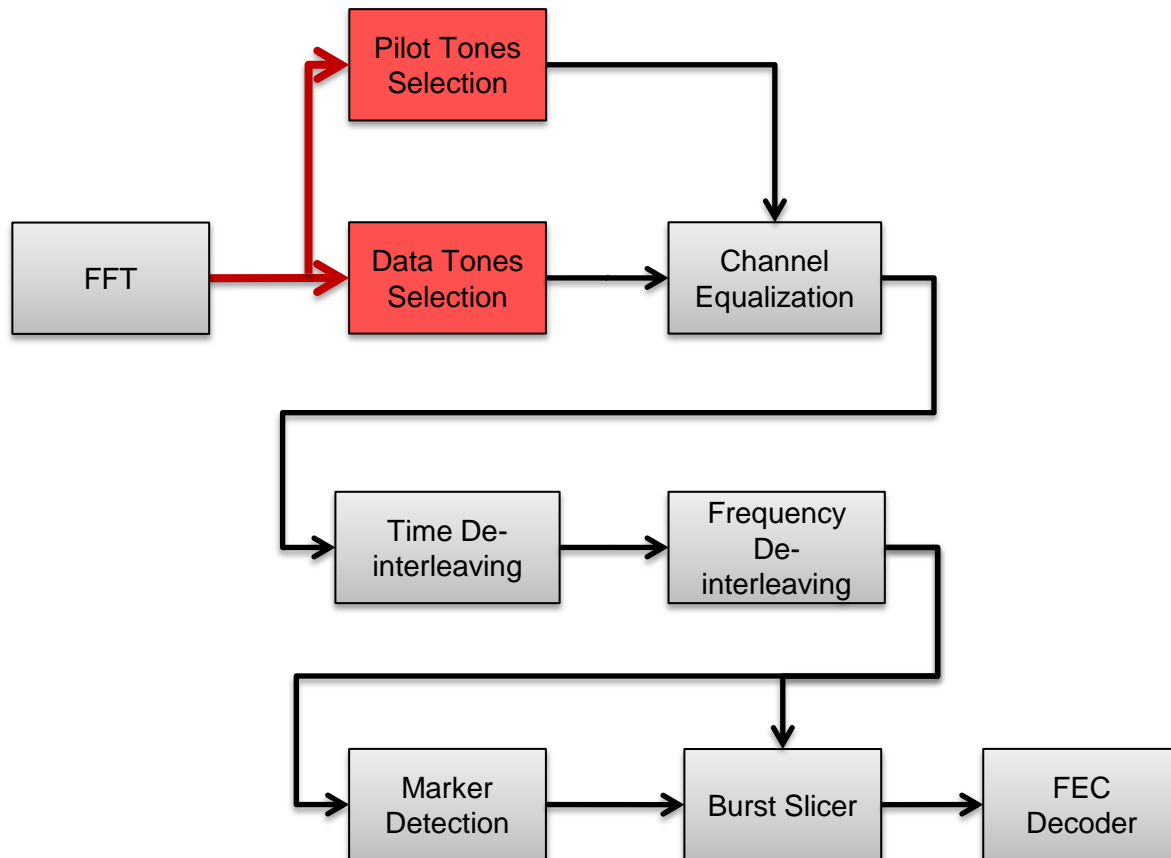 Pilot Tones
Selection
FFT
Data Tones
Selection
Channel
Equalization
Time De-
interleaving
Frequency
De-
interleaving
Marker
Detection
Burst Slicer
FEC
Decoder